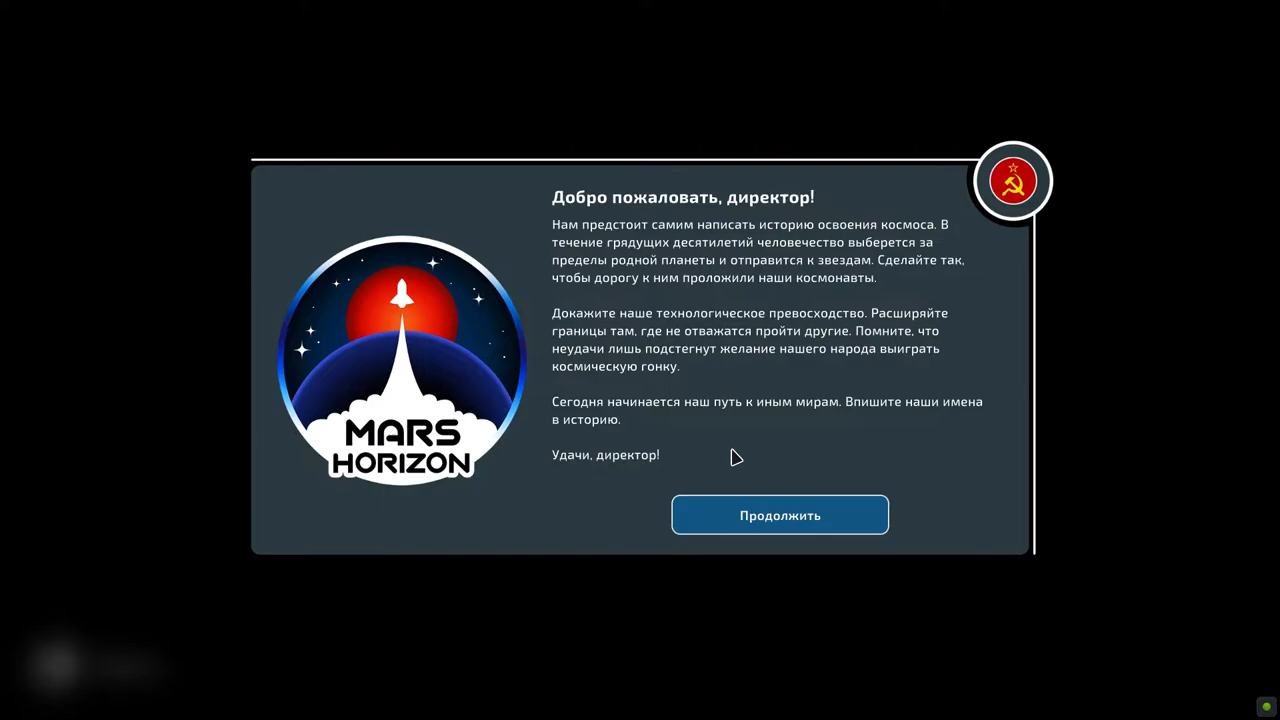 Добро пожаловать, директор!
Нам предстоит самим написать историю освоения космоса. В
течение грядущих десятилетий человечество выберется за
пределы родной планеты и отправится к звездам. Сделайте так,
чтобы дорогу к ним проложили наши космонавты.
Докажите наше технологическое превосходство. Расширяйте
границы там, где не отважатся пройти другие. Помните, что
неудачи лишь подстегнут желание нашего народа выиграть
космическую гонку.
Сегодня начинается наш путь к иным мирам. Впишите наши имена
в историю.
Удачи, директор!
MARS
HORIZON
Продолжить